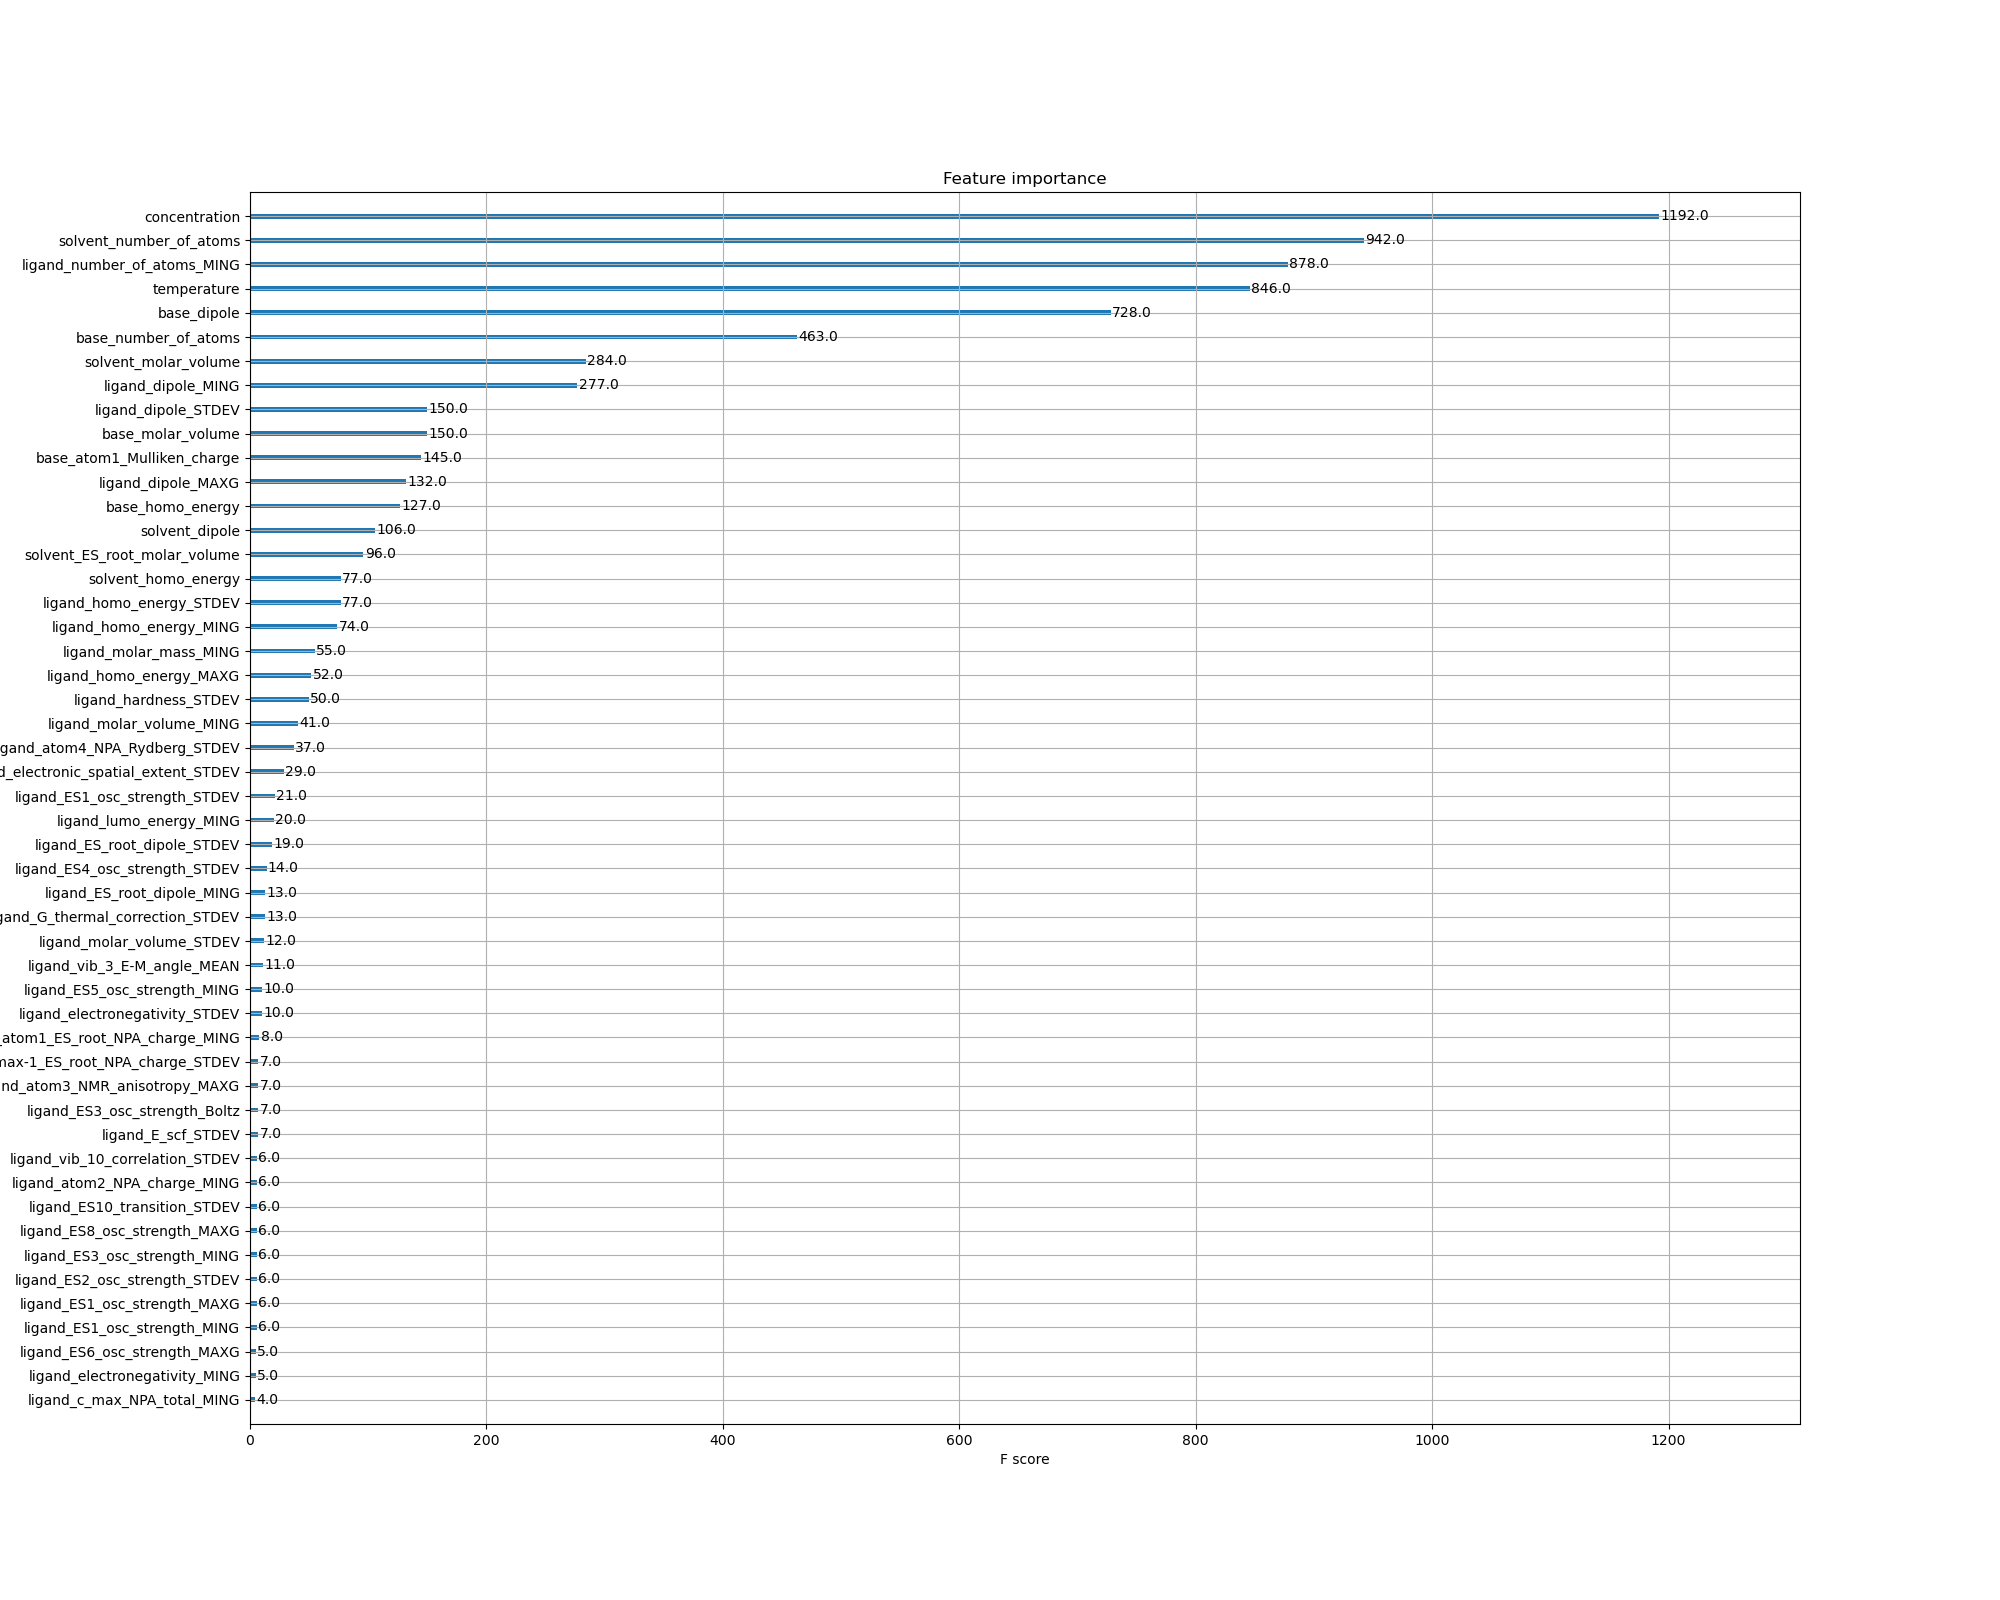 Feature importance
concentration 1192.0
solvent_number_of_atoms 942.0
ligand_number_of_atoms_MING 878.0
temperature 846.0
base_dipole 728.0
base_number_of_atoms 463.0
solvent_molar_volume 284.0
ligand_dipole_MING 277.0
ligand_dipole_STDEV 150.0
base_molar_volume 150.0
base_atom1_Mulliken_charge 145.0
ligand_dipole_MAXG 132.0
base_homo_energy 127.0
solvent_dipole 106.0
solvent_ES_root_molar_volume 96.0
solvent_homo_energy 77.0
ligand_homo_energy_STDEV 77.0
ligand_homo_energy_MING 74.0
ligand_molar_mass_MING 55.0
ligand_homo_energy_MAXG 52.0
ligand_hardness_STDEV 50.0
ligand_molar_volume_MING 41.0
gand_atom4_NPA_Rydberg_STDEV 37.0
d_electronic_spatial_extent_STDEV 29.0
ligand_ES1_osc_strength_STDEV 21.0
ligand_lumo_energy_MING 20.0
ligand_ES_root_dipole_STDEV 19.0
ligand_ES4_osc_strength_STDEV 14.0
ligand_ES_root_dipole_MING 13.0
gand_G_thermal_correction_STDEV 13.0
ligand_molar_volume_STDEV 12.0
ligand_vib_3_E-M_angle_MEAN 11.0
ligand_ES5_osc_strength_MING 10.0
ligand_electronegativity_STDEV 10.0
_atom1_ES_root_NPA_charge_MING 8.0
max-1_ES_root_NPA_charge_STDEV 7.0
nd_atom3_NMR_anisotropy_MAXG 7.0
ligand_ES3_osc_strength_Boltz 7.0
ligand_E_scf_STDEV 7.0
ligand_vib_10_correlation_STDEV 6.0
ligand_atom2_NPA_charge_MING 6.0
ligand_ES10_transition_STDEV 6.0
ligand_ES8_osc_strength_MAXG 6.0
ligand_ES3_osc_strength_MING 6.0
ligand_ES2_osc_strength_STDEV 6.0
ligand_ES1_osc_strength_MAXG 6.0
ligand_ES1_osc_strength_MING 6.0
ligand_ES6_osc_strength_MAXG 5.0
ligand_electronegativity_MING 5.0
ligand_c_max_NPA_total_MING 4.0
0 200 400 600 800 1000 1200
F score